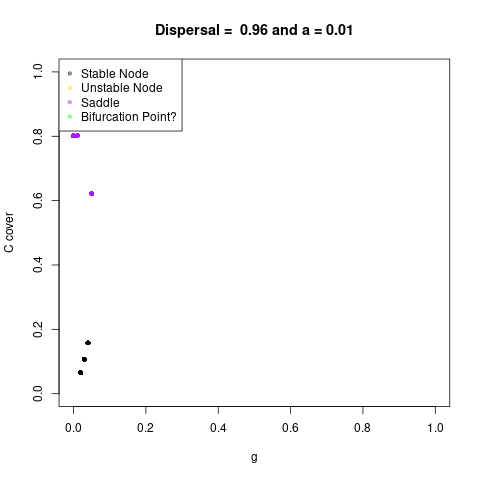 Dispersal =  0.96 and a = 0.01
Stable Node
Unstable Node
Saddle
Bifurcation Point?
C cover
1.0
0.8
0.6
0.4
0.2
0.0
0.0 0.2 0.4 0.6 0.8 1.0
g